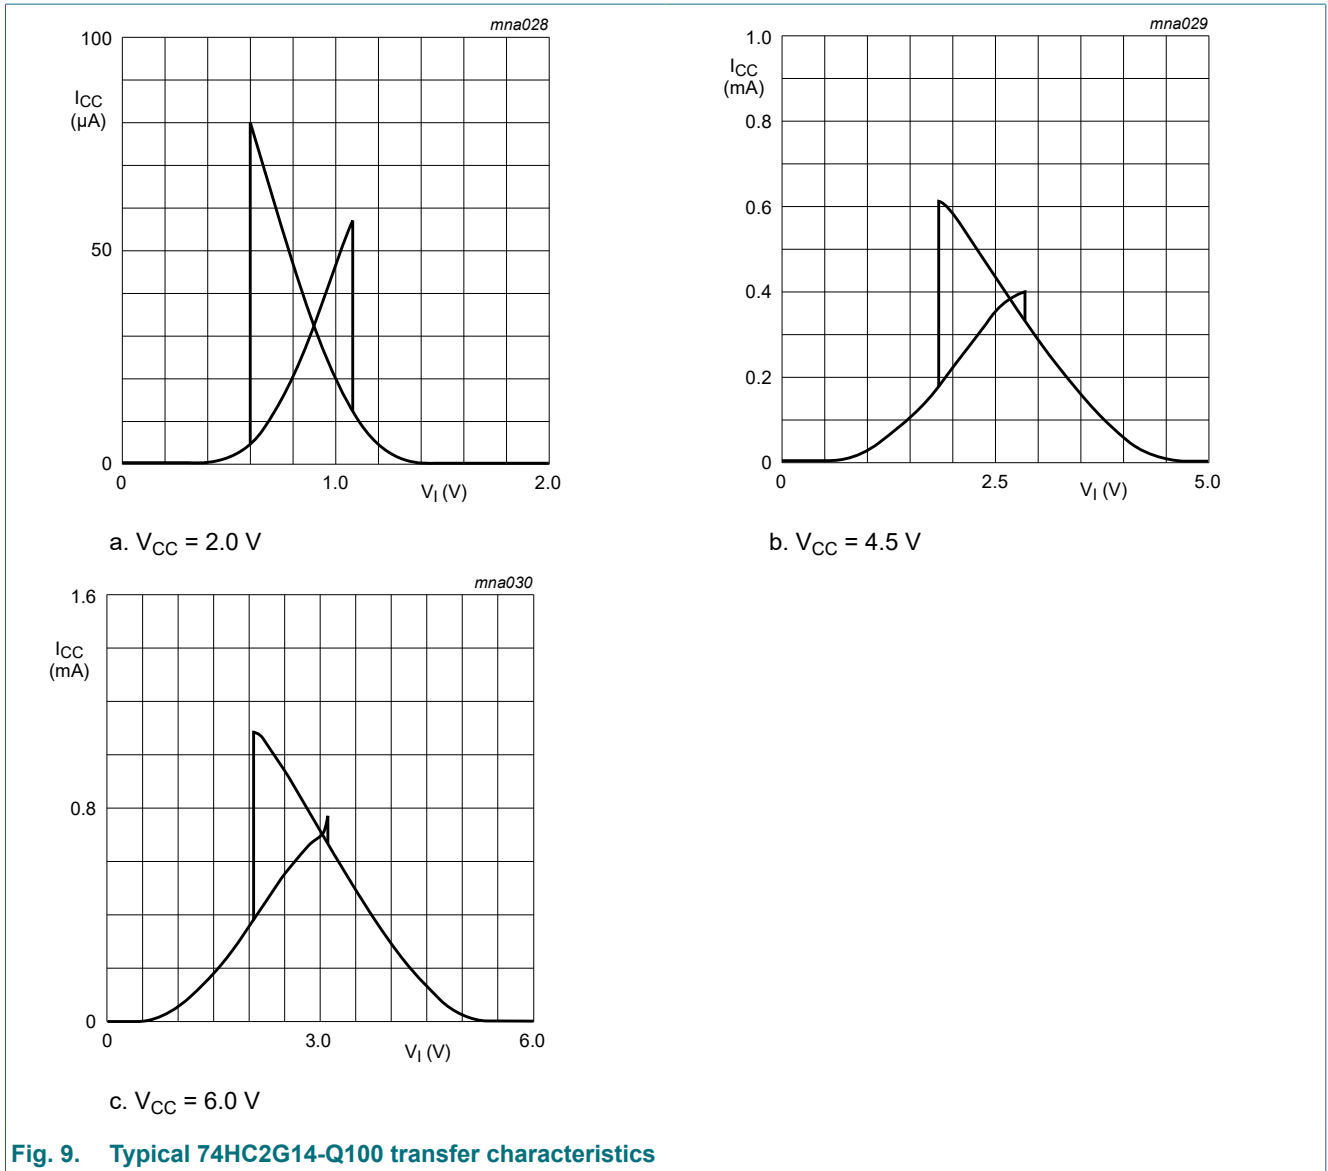 mna028
100
ICC
(µA)
50
0
0
1.0
VI (V)
2.0
a. VCC = 2.0 V
mna029
1.0
ICC
(mA)
0.8
0.6
0.4
0.2
0
0
2.5
VI (V)
5.0
b. VCC = 4.5 V
mna030
1.6
ICC
(mA)
0.8
0
0
3.0
VI (V)
6.0
c. VCC = 6.0 V
Fig. 9. Typical 74HC2G14-Q100 transfer characteristics